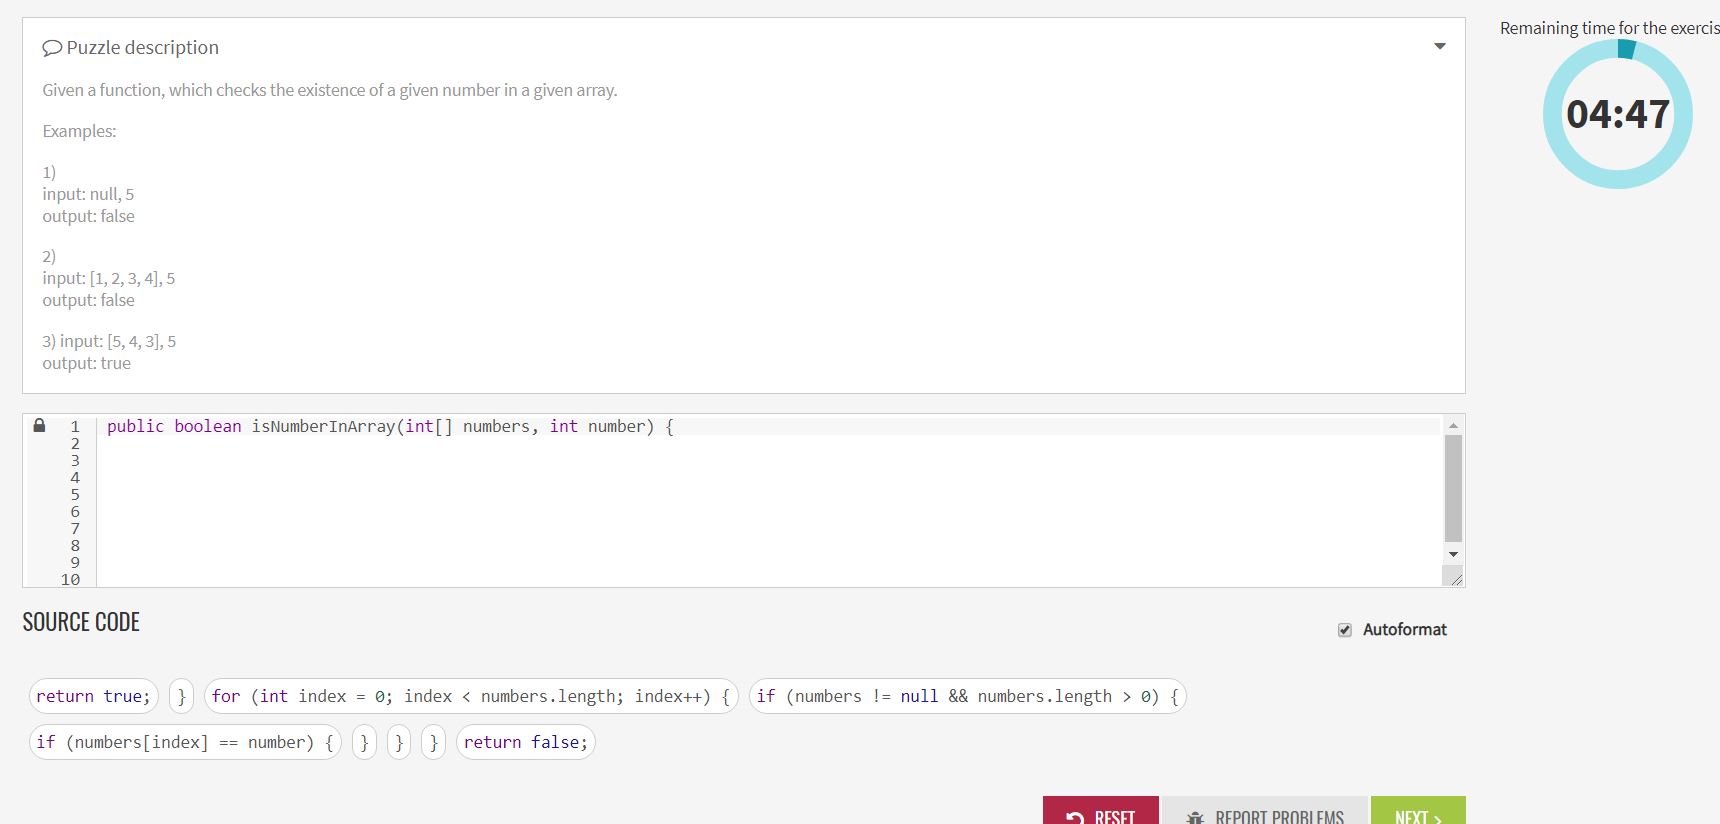 Puzzle description
Remaining time for the exercis
04:47
Given a function, which checks the existence of a given number in a given array.
Examples:
1)
input: null, 5
output: false
2)
input: [1, 2, 3, 4], 5
output: false
3) input: [5, 4, 3], 5
output: true
1 public boolean isNumberInArray(int[] numbers, int number) {
2
3
4
5
6
7
8
9
10
SOURCE CODE
Autoformat
return true; } for (int index = 0; index < numbers.length; index++) { if (numbers != null && numbers.length > 0) {
if (numbers[index] == number) { } } } return false;
RESET REPORT PROBLEMS NEXT >